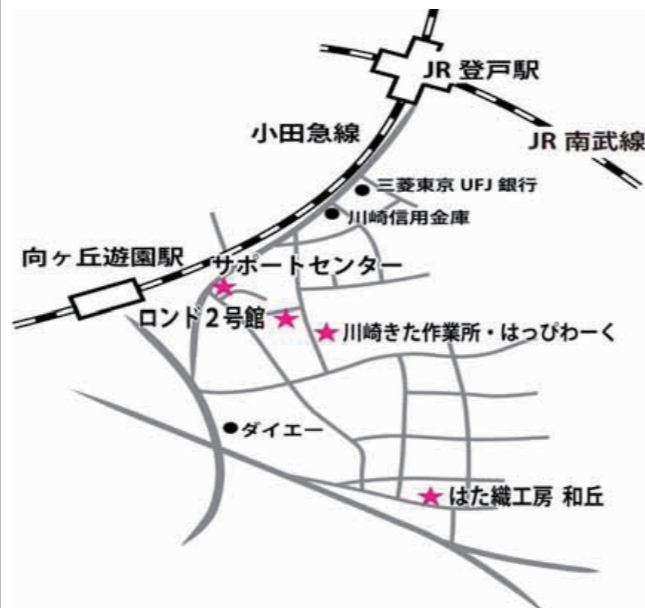 JR 登戸駅
小田急線
JR 南武線
三菱東京 UFJ 銀行
川崎信用金庫
向ヶ丘遊園駅
サポートセンター
ロンド２号館
川崎きた作業所・はっぴわーく
ダイエー
はた織工房 和丘